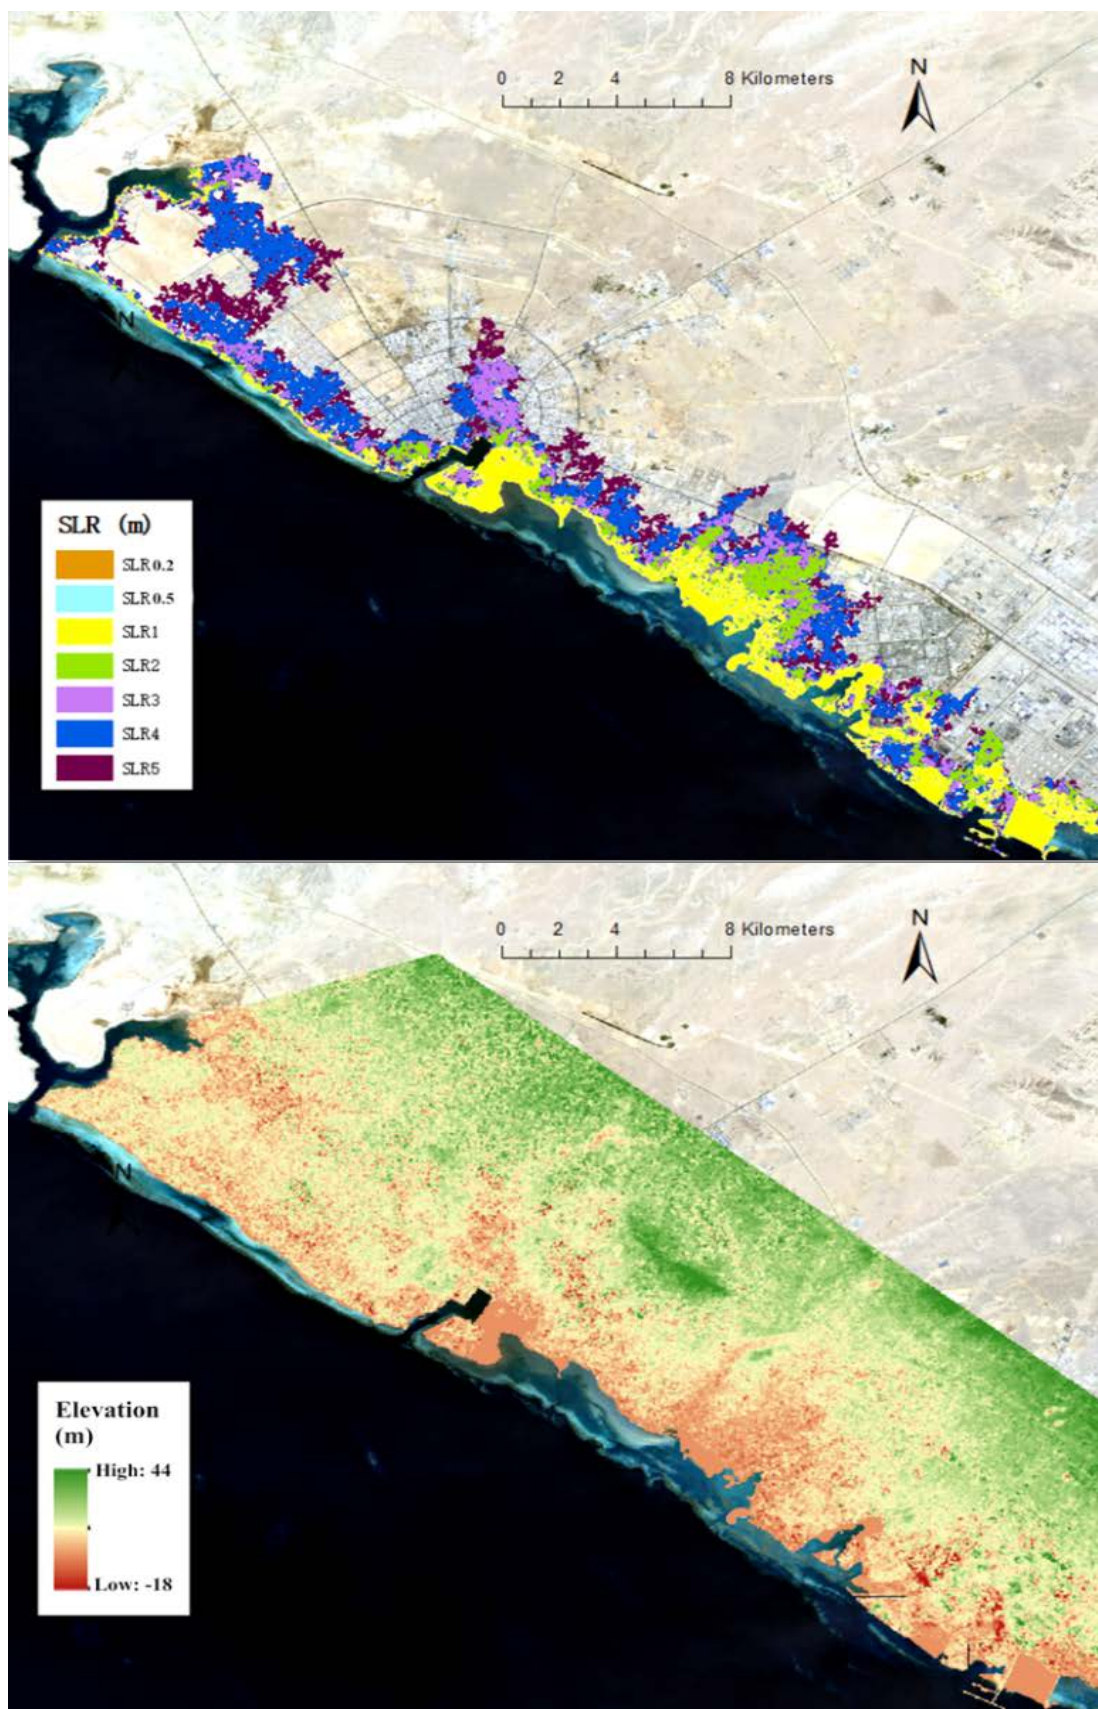 0 2 4 8 Kilometers
N
N
SLR (m)
SLR0.2
SLR0.5
SLR1
SLR2
SLR3
SLR4
SLR5
0 2 4 8 Kilometers
N
N
Elevation
(m)
High: 44
Low: -18